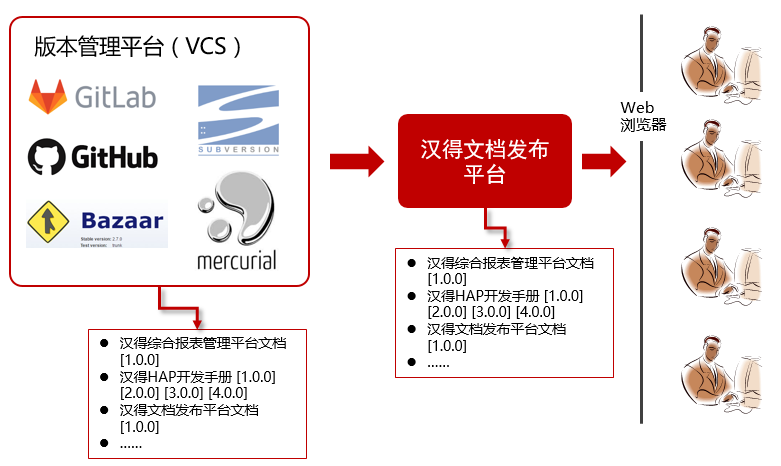 版本管理平台（VCS）
GitLab
SUBVERSION
GitHub
Bazaar
Stable version: 2.7.0
Test version: trunk
mercurial
汉得综合报表管理平台文档
[1.0.0]
汉得HAP开发手册 [1.0.0]
[2.0.0] [3.0.0] [4.0.0]
汉得文档发布平台文档
[1.0.0]
……
汉得文档发布
平台
汉得综合报表管理平台文档
[1.0.0]
汉得HAP开发手册 [1.0.0]
[2.0.0] [3.0.0] [4.0.0]
汉得文档发布平台文档
[1.0.0]
……
Web
浏览器